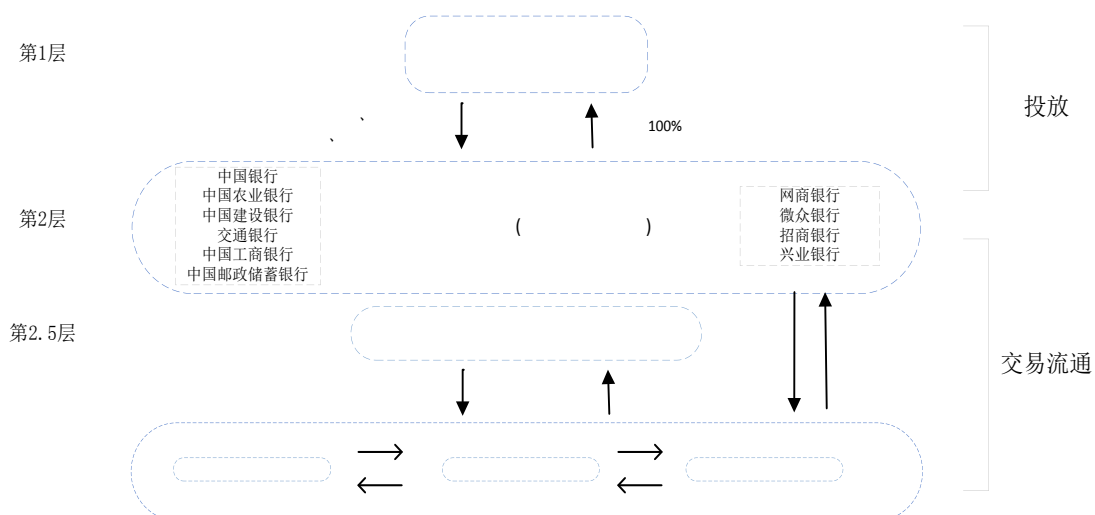 第1层
投放
、
、
100%
中国银行
中国农业银行
中国建设银行
交通银行
中国工商银行
中国邮政储蓄银行
第2层
( )
网商银行
微众银行
招商银行
兴业银行
第2.5层
交易流通